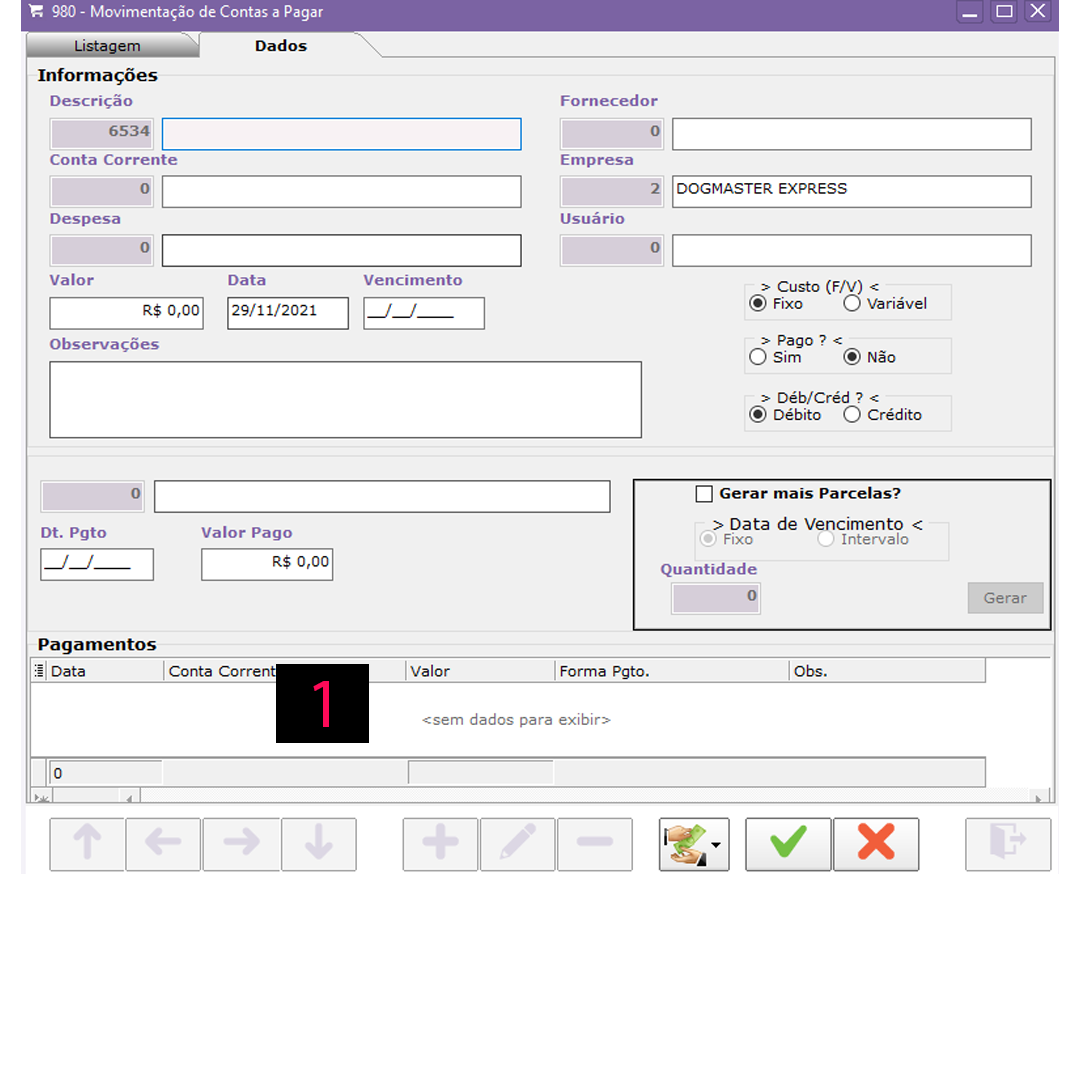 980 - Movimentação de Contas a Pagar
Listagem Dados
Informações
Descrição Fornecedor
6534 0
Conta Corrente Empresa
0 2 DOGMASTER EXPRESS
Despesa Usuário
0 0
Valor Data Vencimento
> Custo (F/V) <
R$ 0,00 29/11/2021 __/__/____ Fixo Variável
Observações
> Pago ? <
Sim Não
> Déb/Créd ? <
Débito Crédito
0
Gerar mais Parcelas?
Dt. Pgto Valor Pago
> Data de Vencimento <
Fixo Intervalo
__/__/____ R$ 0,00
Quantidade
0 Gerar
Pagamentos
Data Conta Corrent Valor Forma Pgto. Obs.
1
<sem dados para exibir>
0